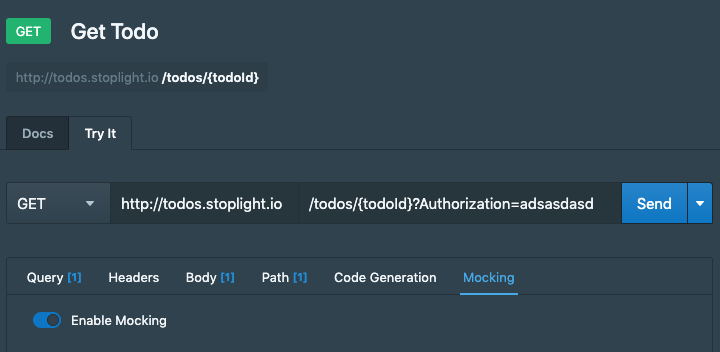 GET Get Todo
http://todos.stoplight.io/todos/{todoId}
Docs Try It
GET http://todos.stoplight.io /todos/{todoId}?Authorization=adsasdasd Send
Query [1] Headers Body [1] Path [1] Code Generation Mocking
Enable Mocking